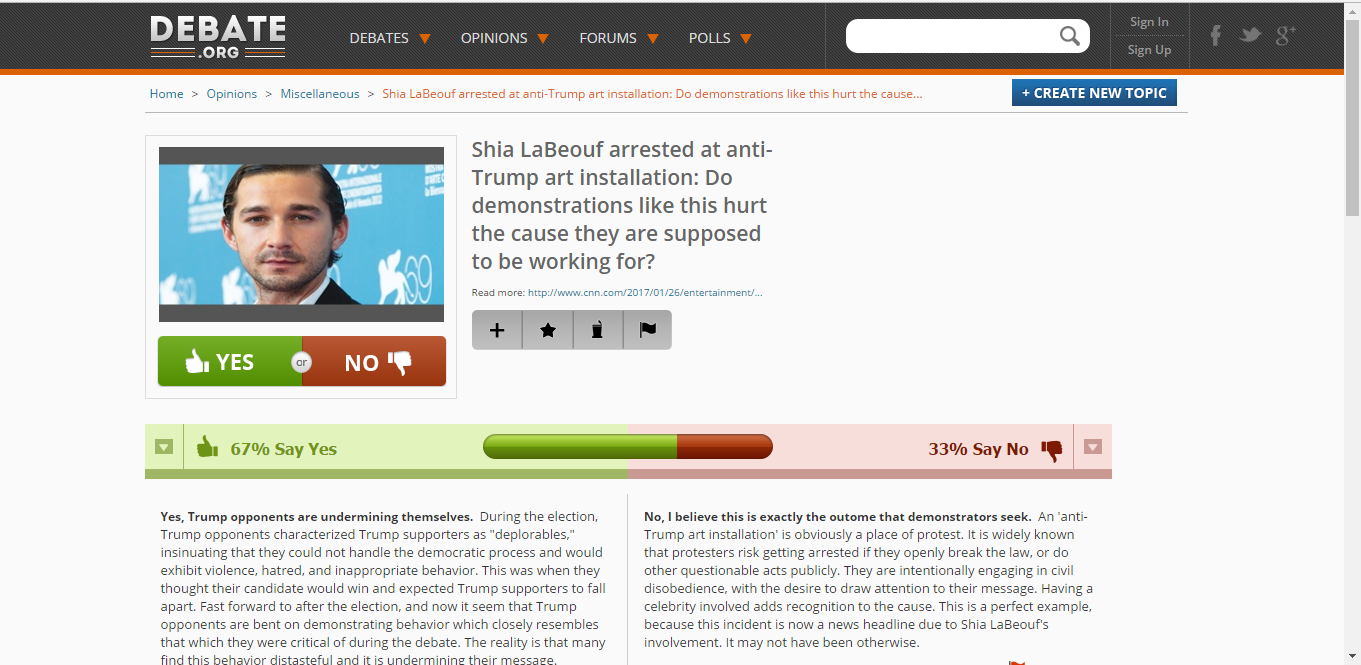 DEBATE
.ORG
DEBATES
OPINIONS
FORUMS
POLLS
Sign In
Sign Up
Home > Opinions > Miscellaneous > Shia LaBeouf arrested at anti-Trump art installation: Do demonstrations like this hurt the cause...
+ CREATE NEW TOPIC
69
69
Shia LaBeouf arrested at anti-
Trump art installation: Do
demonstrations like this hurt
the cause they are supposed
to be working for?
Read more: http://www.cnn.com/2017/01/26/entertainment/...
YES
or
NO
67% Say Yes
33% Say No
Yes, Trump opponents are undermining themselves. During the election,
Trump opponents characterized Trump supporters as "deplorables,"
insinuating that they could not handle the democratic process and would
exhibit violence, hatred, and inappropriate behavior. This was when they
thought their candidate would win and expected Trump supporters to fall
apart. Fast forward to after the election, and now it seem that Trump
opponents are bent on demonstrating behavior which closely resembles
that which they were critical of during the debate. The reality is that many
find this behavior distasteful and it is undermining their message.
No, I believe this is exactly the outome that demonstrators seek. An 'anti-
Trump art installation' is obviously a place of protest. It is widely known
that protesters risk getting arrested if they openly break the law, or do
other questionable acts publicly. They are intentionally engaging in civil
disobedience, with the desire to draw attention to their message. Having a
celebrity involved adds recognition to the cause. This is a perfect example,
because this incident is now a news headline due to Shia LaBeouf's
involvement. It may not have been otherwise.